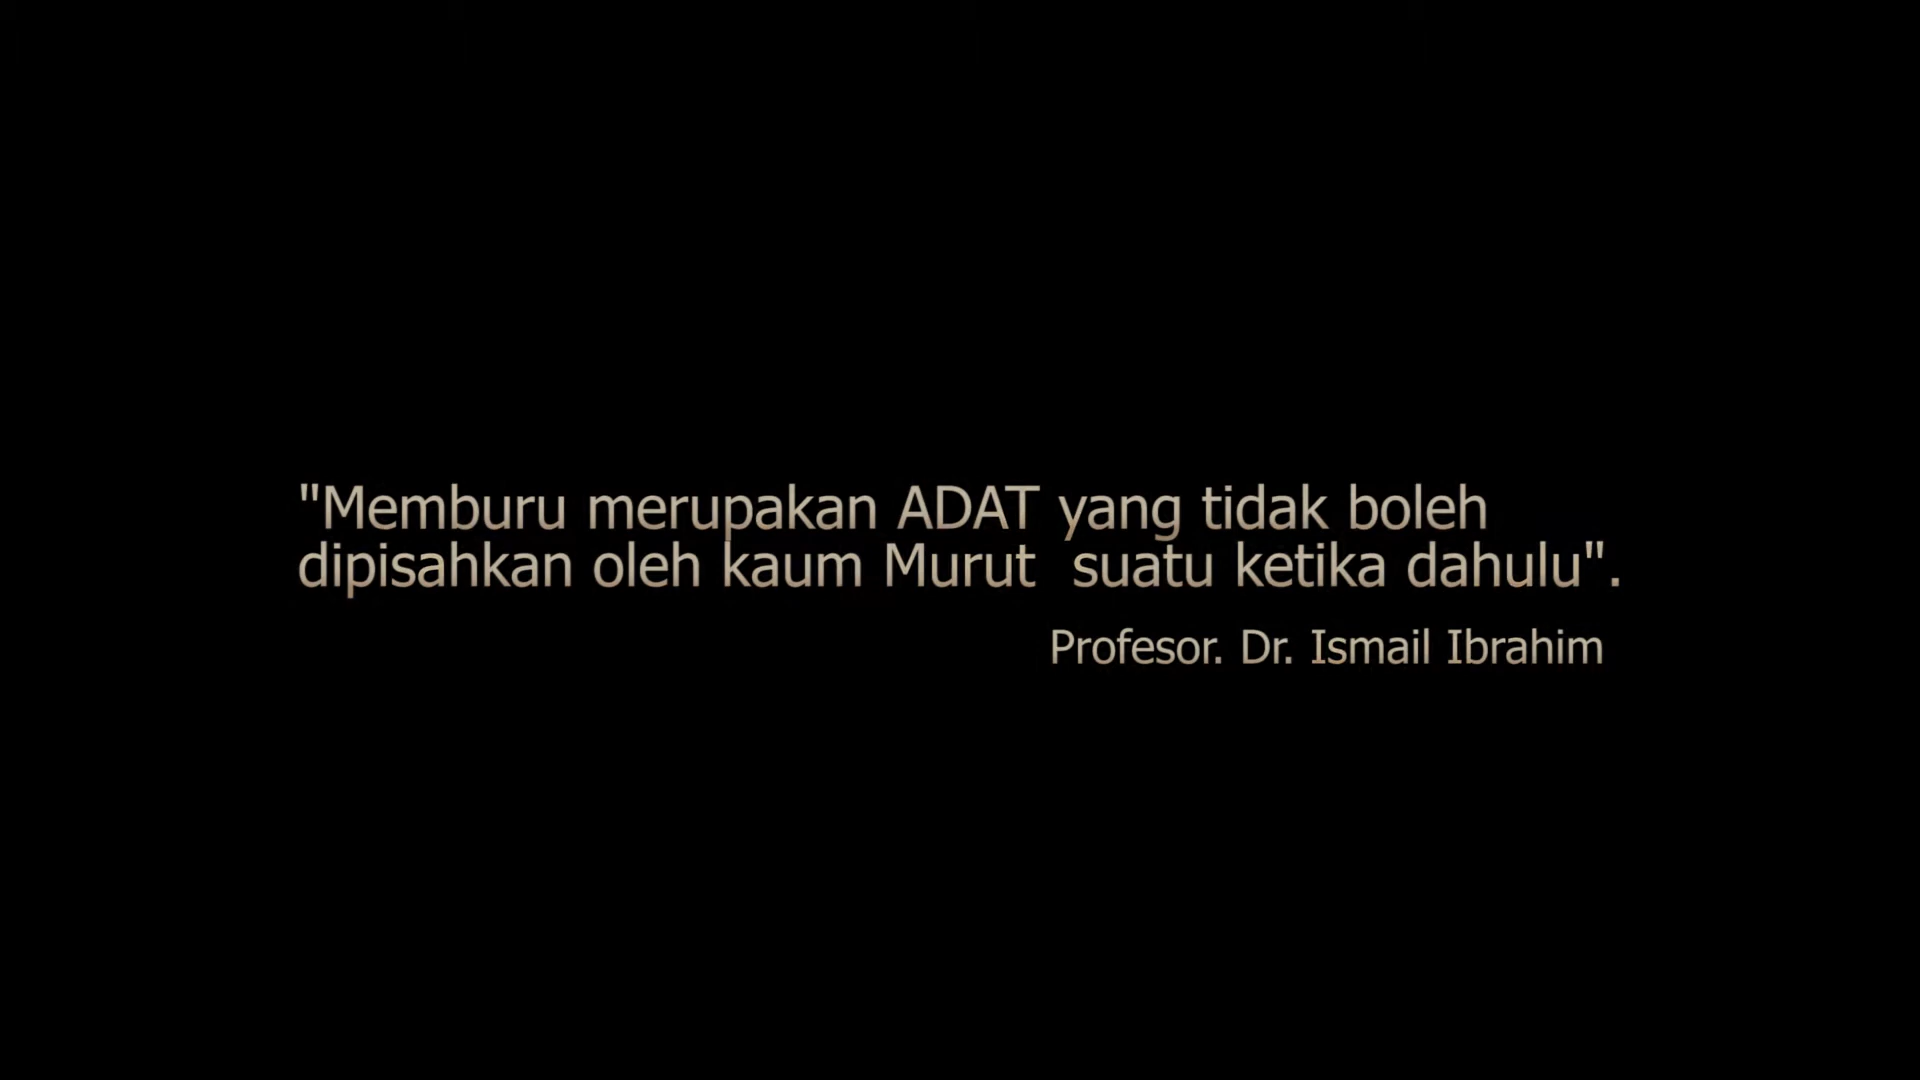 "Memburu merupakan ADAT yang tidak boleh
dipisahkan oleh kaum Murut  suatu ketika dahulu".
Profesor. Dr. Ismail Ibrahim